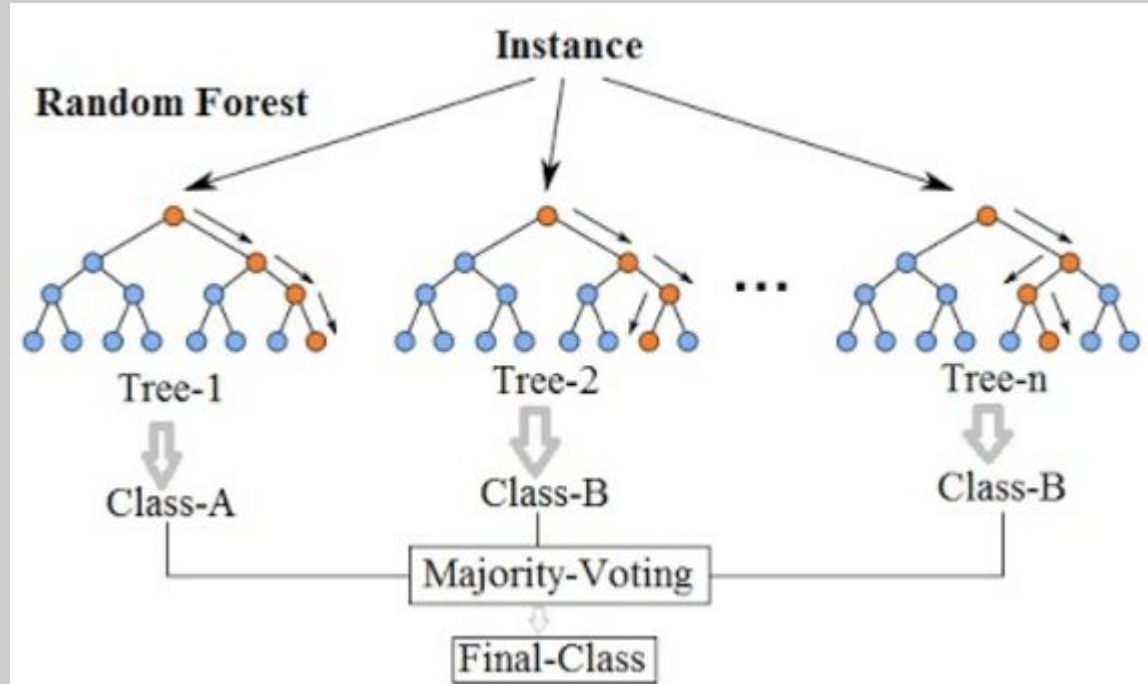 Instance
Random Forest
...
Tree-1
Tree-2
Tree-n
Class-A
Class-B
Class-B
Majority-Voting
Final-Class